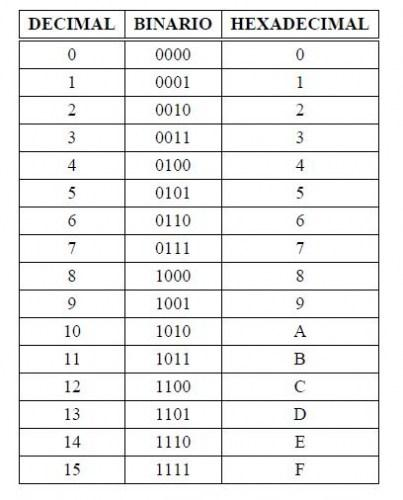 DECIMAL BINARIO HEXADECIMAL
0 0000 0
1 0001 1
2 0010 2
3 0011 3
4 0100 4
5 0101 5
6 0110 6
7 0111 7
8 1000 8
9 1001 9
10 1010 A
11 1011 B
12 1100 C
13 1101 D
14 1110 E
15 1111 F